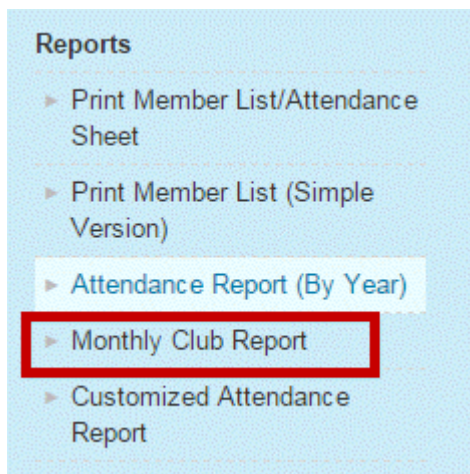 Reports
Print Member List/Attendance
Sheet
Print Member List (Simple
Version)
Attendance Report (By Year)
Monthly Club Report
Customized Attendance
Report